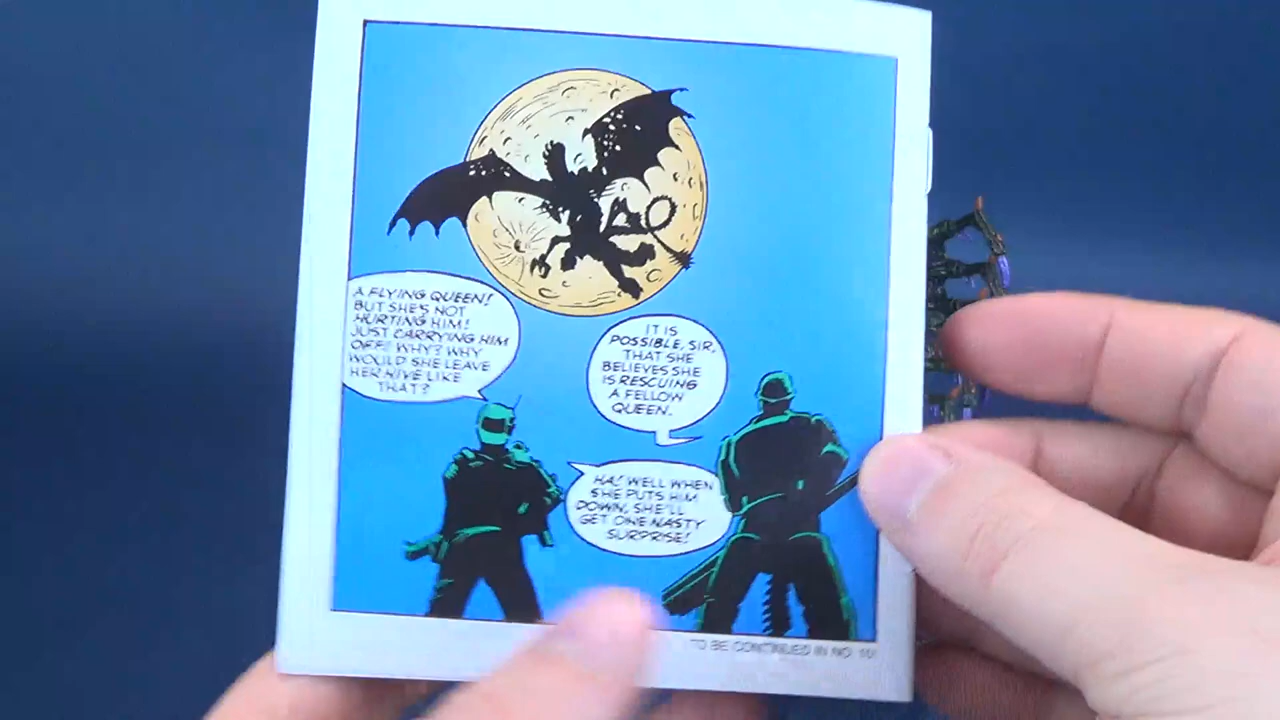 A FLYING QUEEN!
BUT SHE'S NOT
HURTING HIM!
JUST CARRYING HIM
OFF! WHY? WHY
WOULD SHE LEAVE
HER HIVE LIKE
THAT?
IT IS
POSSIBLE, SIR,
THAT SHE
BELIEVES SHE
IS RESCUING
A FELLOW
QUEEN.
HA! WELL WHEN
SHE PUTS HIM
DOWN, SHE'LL
GET ONE NASTY
SURPRISE!
TO BE CONTINUED IN NO. 10!